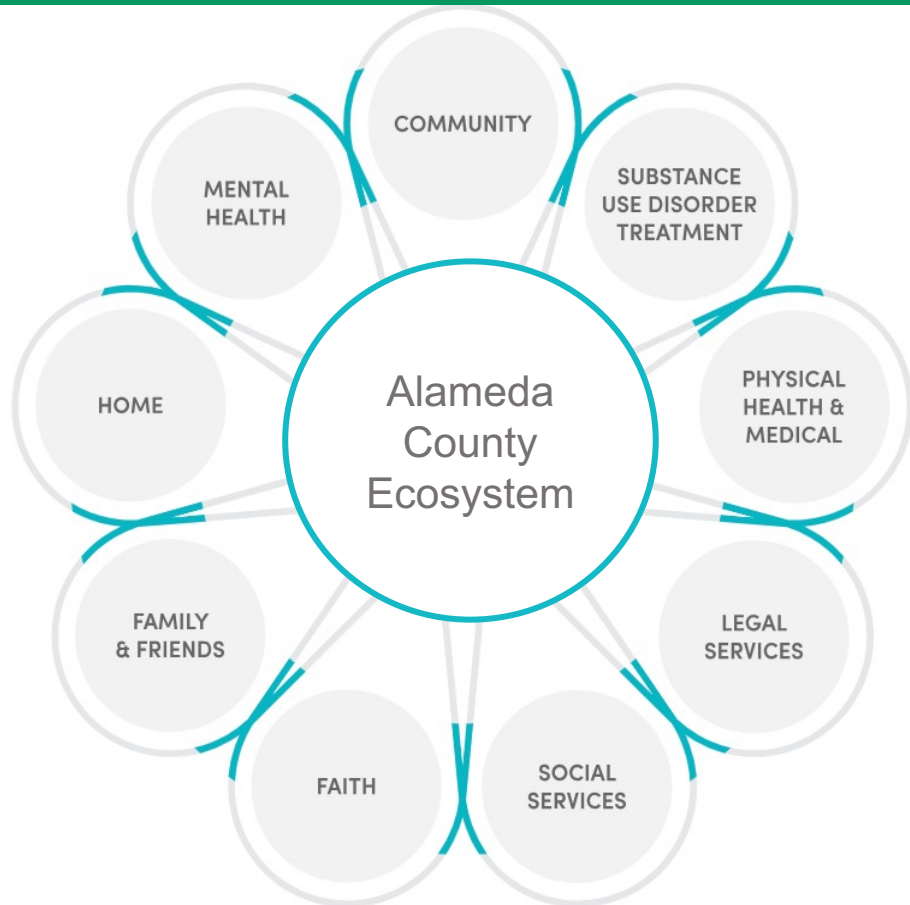 COMMUNITY
SUBSTANCE
USE DISORDER
TREATMENT
PHYSICAL
HEALTH &
MEDICAL
LEGAL
SERVICES
SOCIAL
SERVICES
FAITH
FAMILY
& FRIENDS
HOME
MENTAL
HEALTH
Alameda
County
Ecosystem